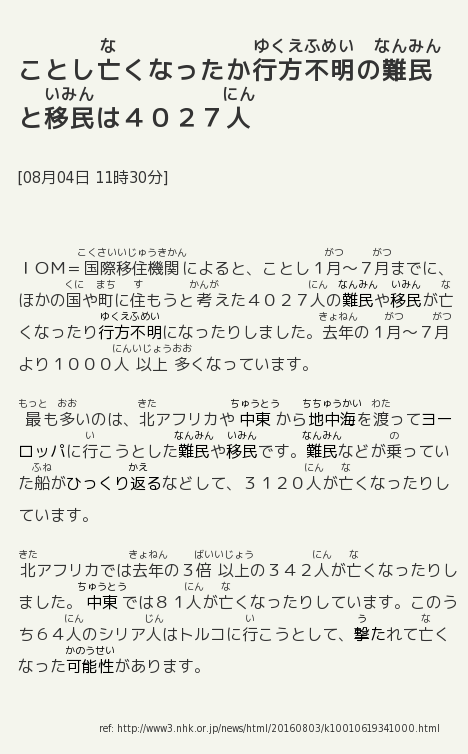 ことし亡くなったか行方不明の難民
と移民は４０２７人
[08月04日 11時30分]
ＩＯＭ＝国際移住機関によると、ことし１月～７月までに、
ほかの国や町に住もうと考えた４０２７人の難民や移民が亡
くなったり行方不明になったりしました。去年の１月～７月
より１０００人 以上 多くなっています。
最も多いのは、北アフリカや 中東 から地中海を渡ってヨー
ロッパに行こうとした難民や移民です。難民などが乗ってい
た船がひっくり返るなどして、３１２０人が亡くなったりし
ています。
北アフリカでは去年の３倍 以上の３４２人が亡くなったりし
ました。 中東 では８１人が亡くなったりしています。このう
ち６４人のシリア人はトルコに行こうとして、撃たれて亡く
なった可能性があります。
ref: http://www3.nhk.or.jp/news/html/20160803/k10010619341000.html